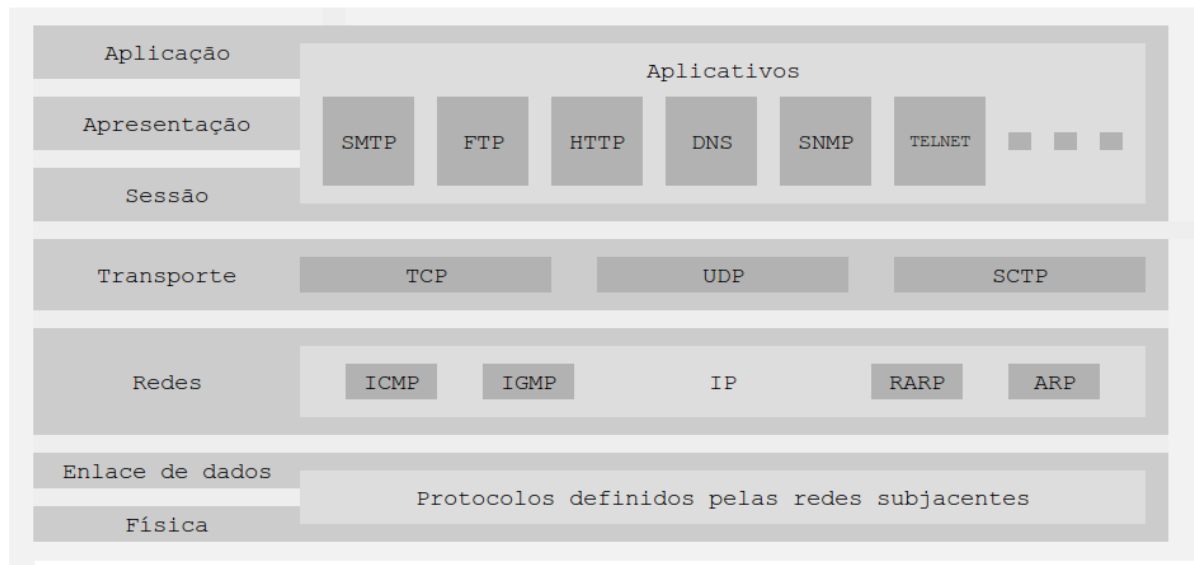 Aplicação
Aplicativos
Apresentação
SMTP FTP HTTP DNS SNMP TELNET
Sessão
Transporte TCP UDP SCTP
Redes ICMP IGMP IP RARP ARP
Enlace de dados
Protocolos definidos pelas redes subjacentes
Física